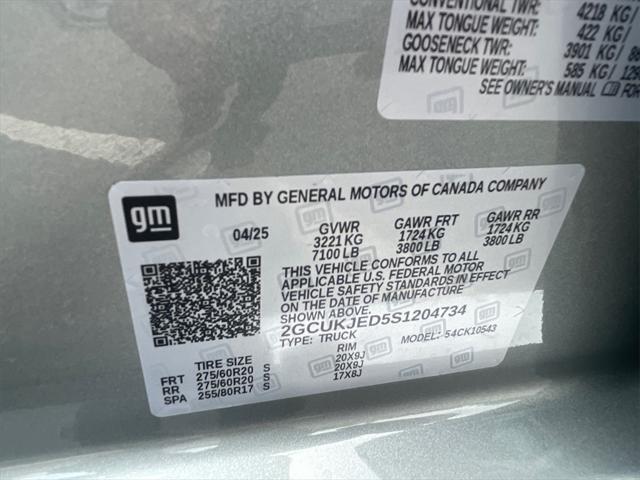 CONVENTIONAL TWR: 4218 KG/
MAX TONGUE WEIGHT: 422 KG/
GOOSENECK TWR: 3901 KG/
MAX TONGUE WEIGHT: 585 KG/
SEE OWNER'S MANUAL FOR
gm
MFD BY GENERAL MOTORS OF CANADA COMPANY
04/25 GVWR GAWR FRT GAWR RR
3221 KG 1724 KG 1724 KG
7100 LB 3800 LB 3800 LB
THIS VEHICLE CONFORMS TO ALL
APPLICABLE U.S. FEDERAL MOTOR
VEHICLE SAFETY STANDARDS IN EFFECT
ON THE DATE OF MANUFACTURE
SHOWN ABOVE.
2GCUKJED5S1204734
TYPE: TRUCK MODEL: 54CK10543
TIRE SIZE RIM
FRT 275/60R20 S 20X9J
RR 275/60R20 S 20X9J
SPA 255/80R17 S 17X8J